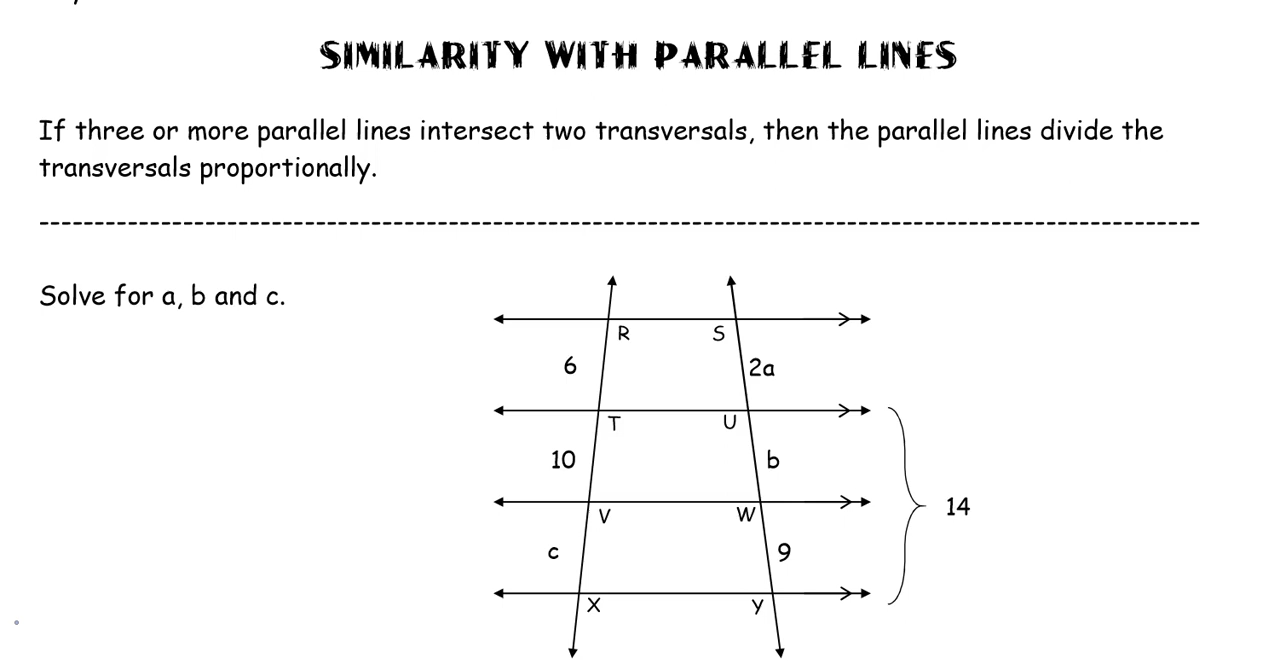 SIMILARITY WITH PARALLEL LINES
If three or more parallel lines intersect two transversals, then the parallel lines divide the
transversals proportionally.
Solve for a, b and c.
R S
6 2a
T U
10 b
V W 14
c 9
X Y